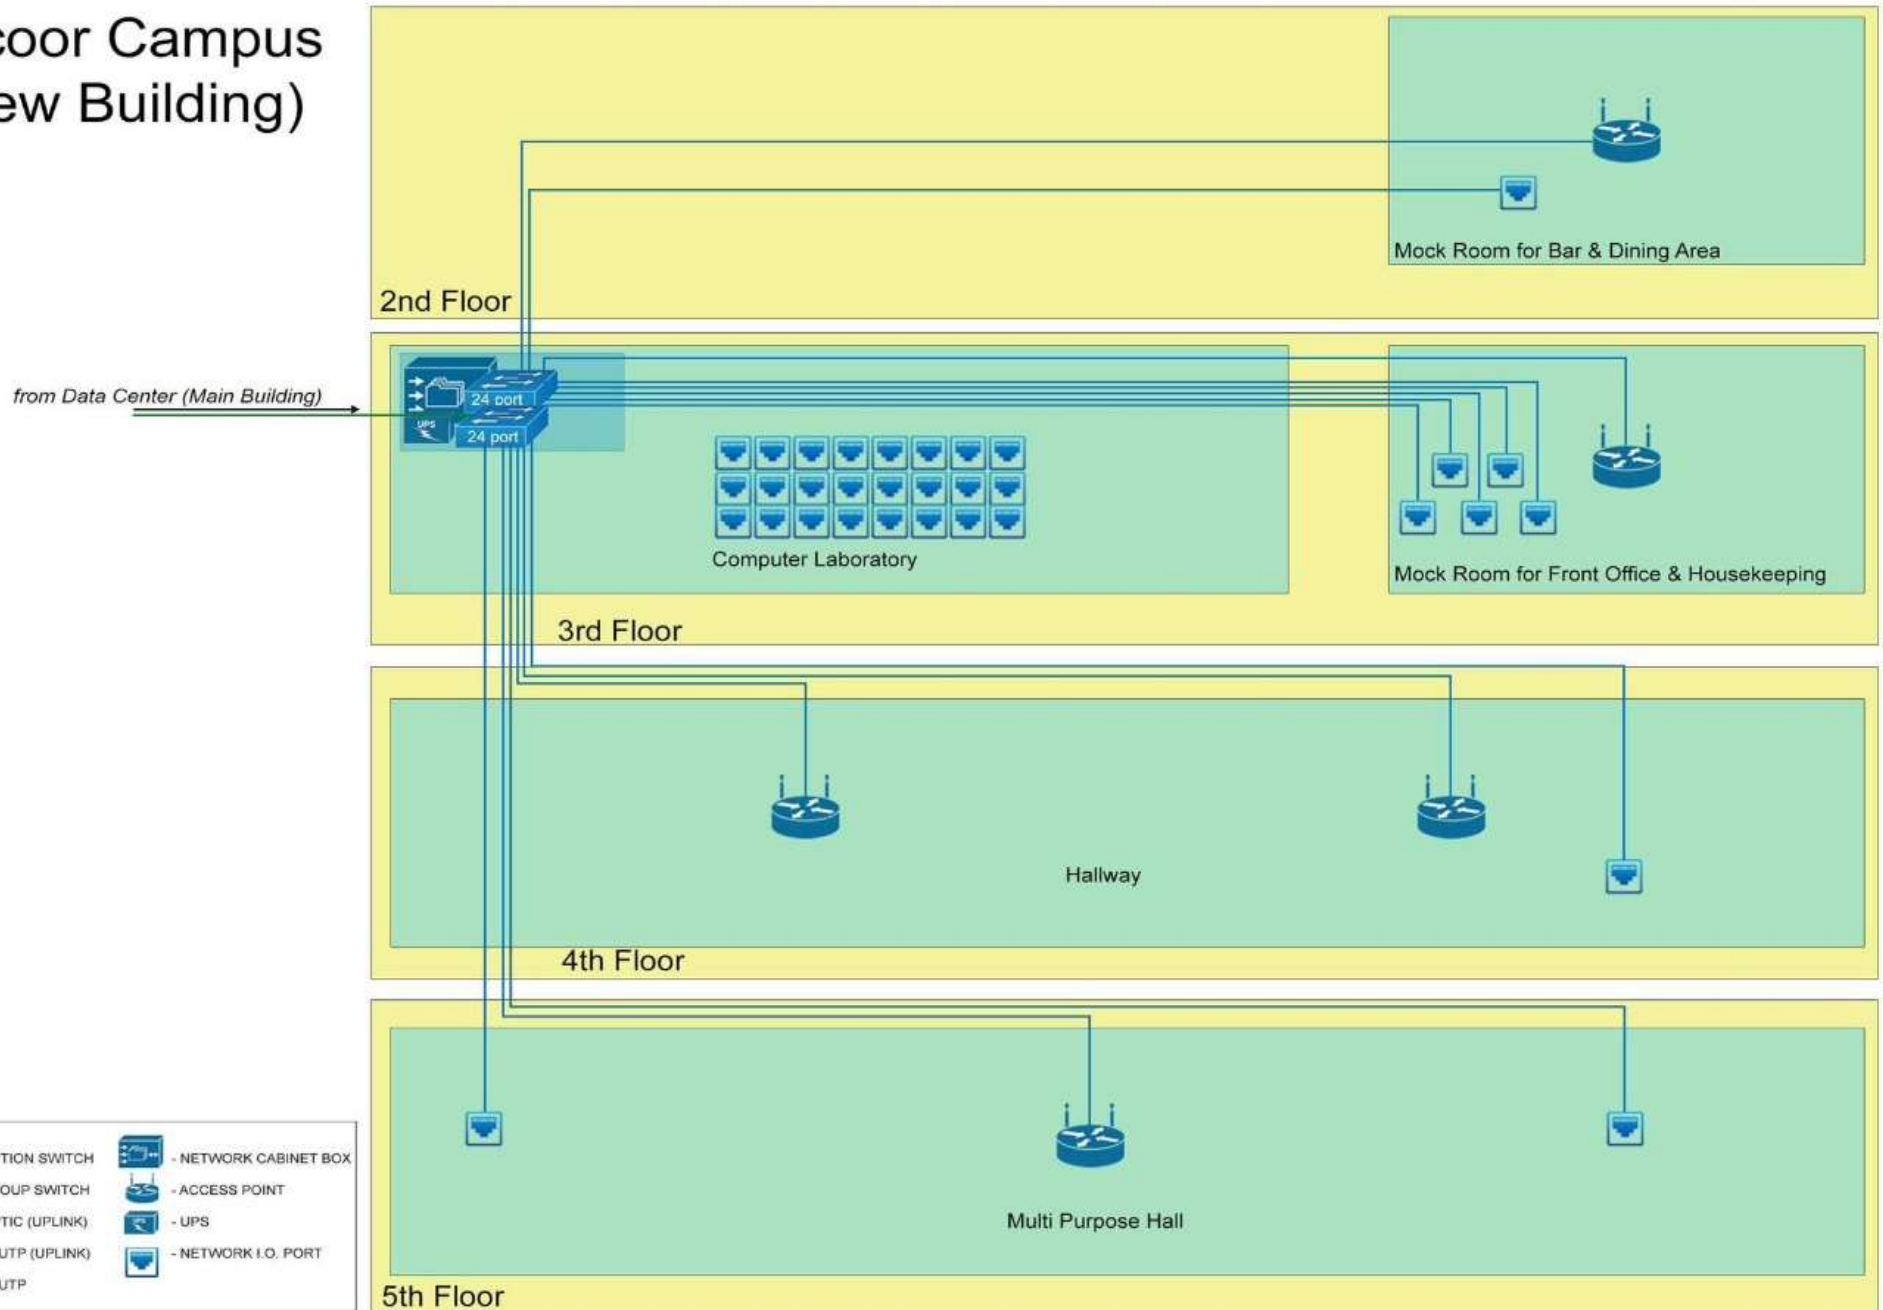 coor Campus
ew Building)
Mock Room for Bar & Dining Area
2nd Floor
from Data Center (Main Building)
24 port
UPS
24 port
Computer Laboratory
Mock Room for Front Office & Housekeeping
3rd Floor
Hallway
4th Floor
Multi Purpose Hall
5th Floor
TION SWITCH
- NETWORK CABINET BOX
OUP SWITCH
- ACCESS POINT
TIC (UPLINK)
UPS
- UPS
UTP (UPLINK)
- NETWORK I.O. PORT
UTP